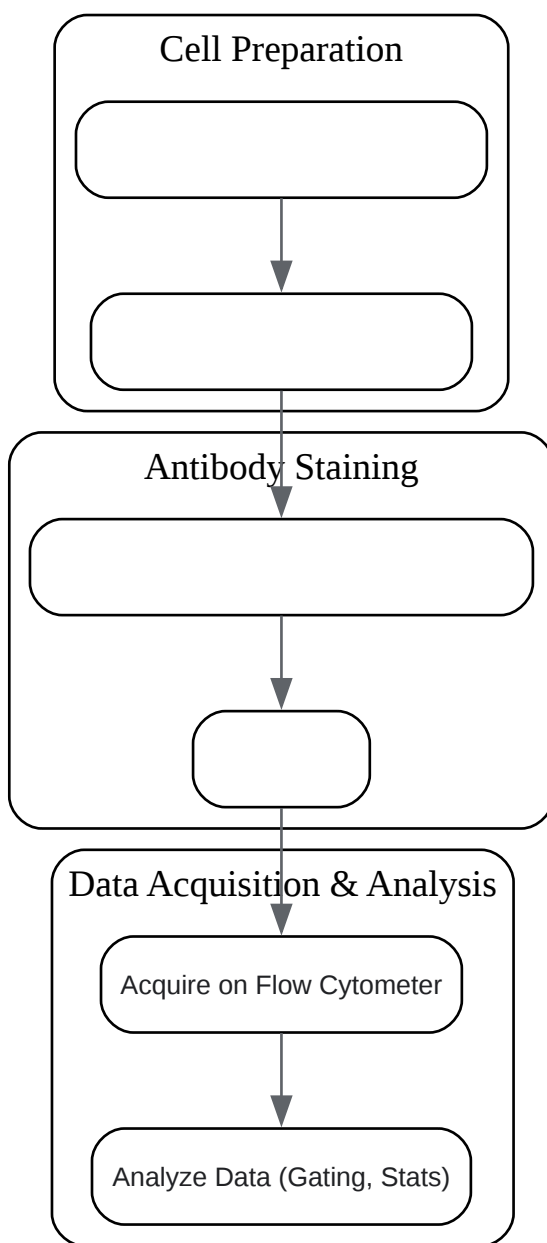 Cell Preparation
Antibody Staining
Data Acquisition & Analysis
Acquire on Flow Cytometer
Analyze Data (Gating, Stats)